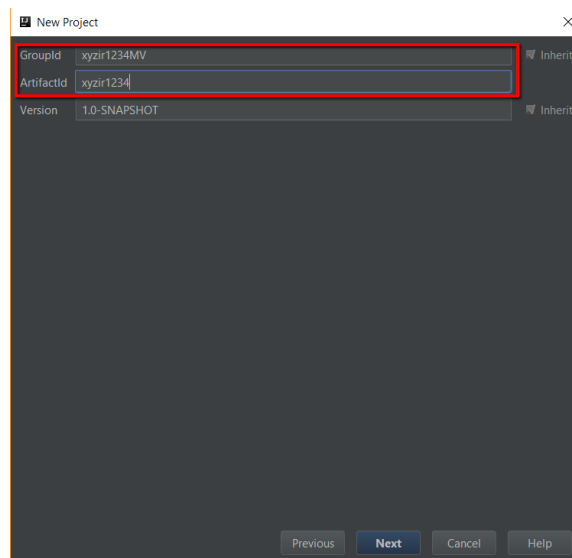 New Project
GroupId xyzir1234MV Inherit
ArtifactId xyzir1234
Version 1.0-SNAPSHOT Inherit
Previous Next Cancel Help